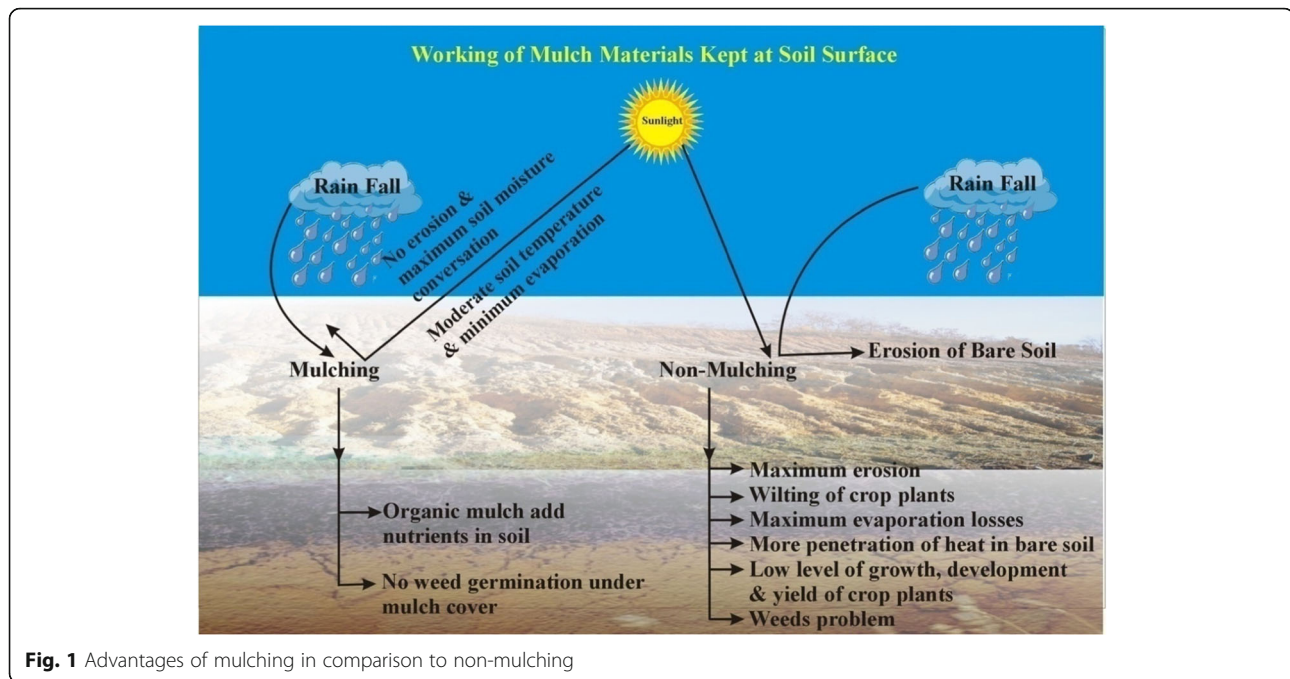 Working of Mulch Materials Kept at Soil Surface
Sunlight
Rain Fall
No erosion &
maximum soil moisture
conversation
Moderate soil temperature
& minimum evaporation
Rain Fall
Mulching
Non-Mulching
Erosion of Bare Soil
Organic mulch add
nutrients in soil
No weed germination under
mulch cover
Maximum erosion
Wilting of crop plants
Maximum evaporation losses
More penetration of heat in bare soil
Low level of growth, development
& yield of crop plants
Weeds problem
Fig. 1 Advantages of mulching in comparison to non-mulching